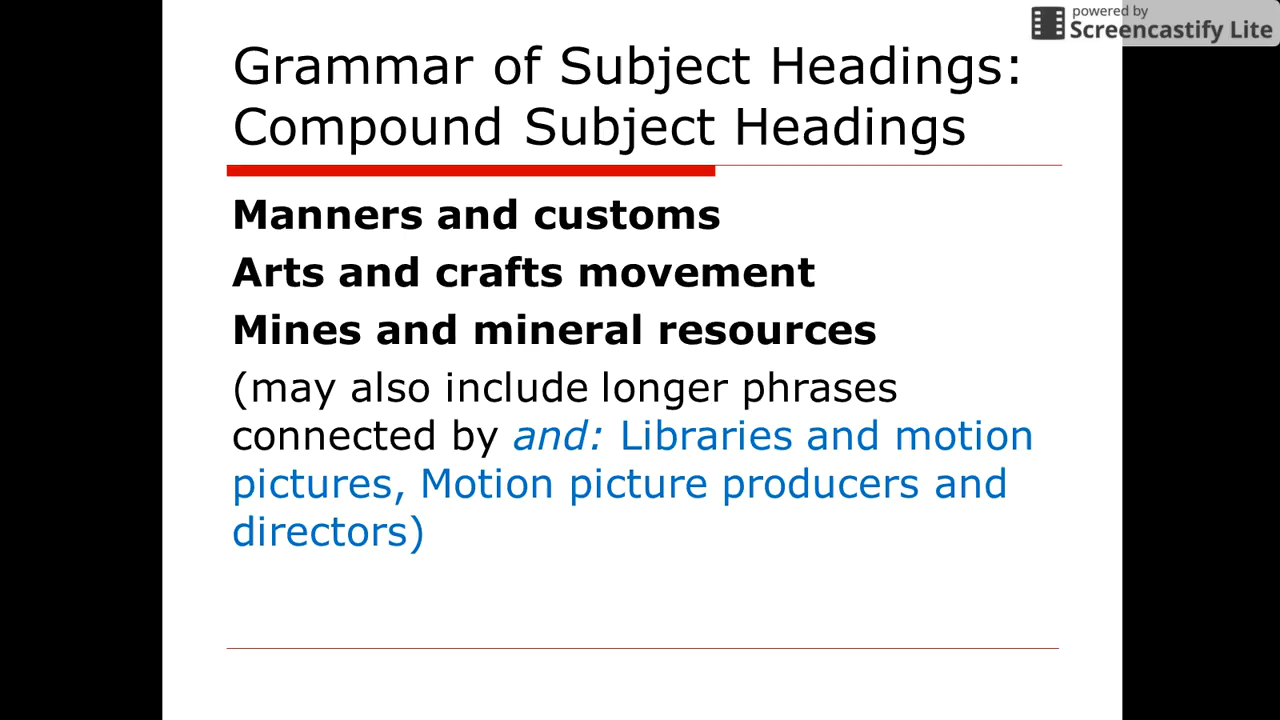 powered by
Screencastify Lite
Grammar of Subject Headings:
Compound Subject Headings
Manners and customs
Arts and crafts movement
Mines and mineral resources
(may also include longer phrases
connected by and: Libraries and motion
pictures, Motion picture producers and
directors)